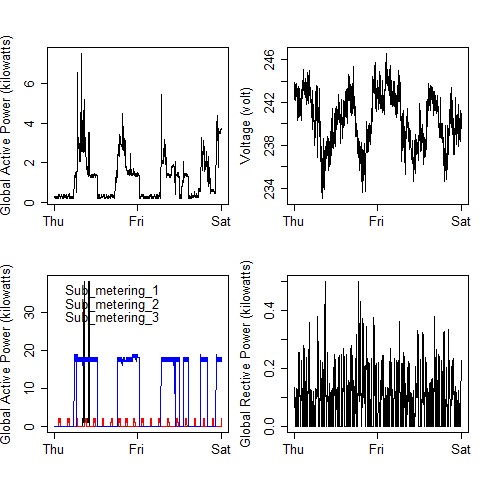 Global Active Power (kilowatts)
6
4
2
0
Thu
Fri
Sat
Voltage (volt)
246
242
238
234
Thu
Fri
Sat
Global Active Power (kilowatts)
30
20
10
0
Sub_metering_1
Sub_metering_2
Sub_metering_3
Thu
Fri
Sat
Global Rective Power (kilowatts)
0.4
0.2
0.0
Thu
Fri
Sat